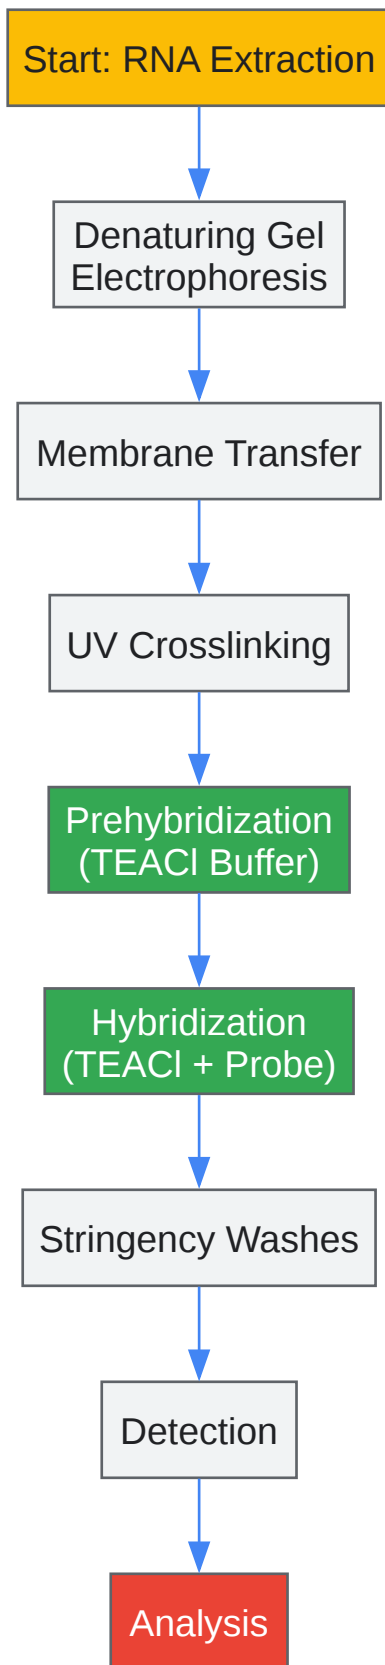 Start: RNA Extraction
Denaturing Gel
Electrophoresis
Membrane Transfer
UV Crosslinking
Prehybridization
(TEACl Buffer)
Hybridization
(TEACl + Probe)
Stringency Washes
Detection
Analysis